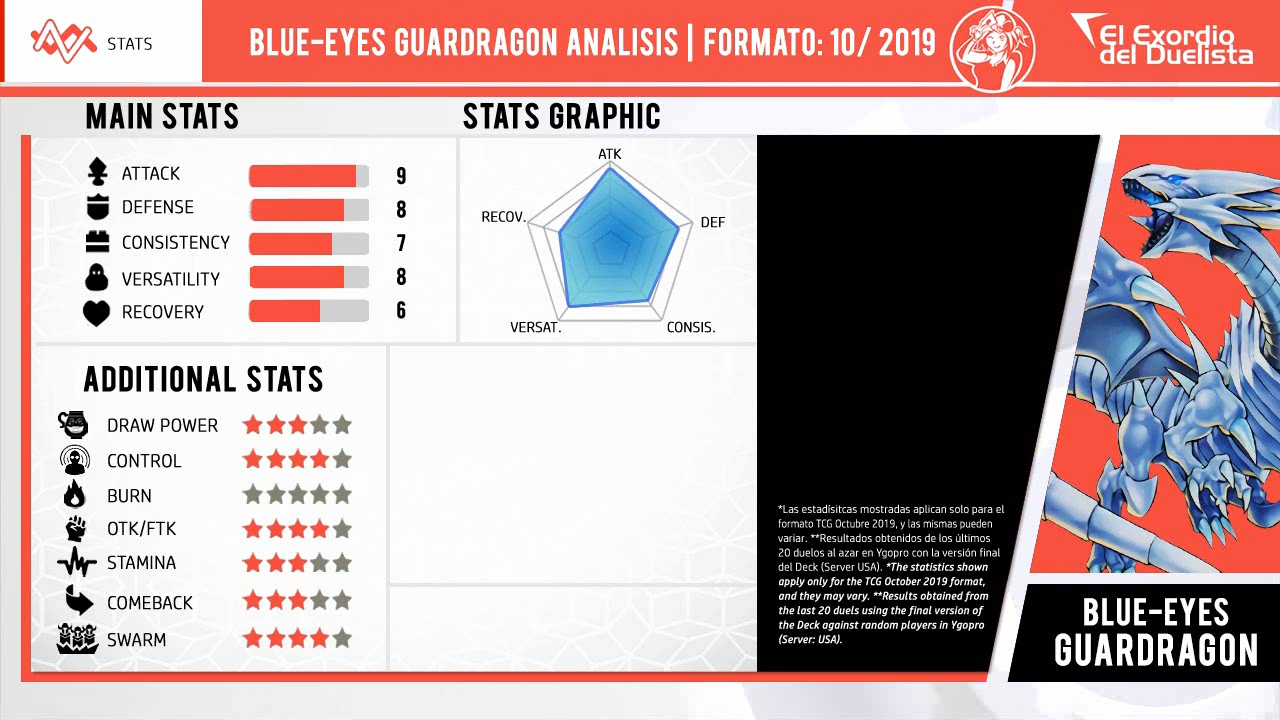 STATS
BLUE-EYES GUARDRAGON ANALISIS | FORMATO: 10/ 2019
El Exordio
del Duelista
MAIN STATS
ATTACK 9
DEFENSE 8
CONSISTENCY 7
VERSATILITY 8
RECOVERY 6
STATS GRAPHIC
ATK
RECOV.
DEF
VERSAT.
CONSIS.
ADDITIONAL STATS
DRAW POWER
CONTROL
BURN
OTK/FTK
STAMINA
COMEBACK
SWARM
*Las estadísitcas mostradas aplican solo para el
formato TCG Octubre 2019, y las mismas pueden
variar. **Resultados obtenidos de los últimos
20 duelos al azar en Ygopro con la versión final
del Deck (Server USA). *The statistics shown
apply only for the TCG October 2019 format,
and they may vary. **Results obtained from
the last 20 duels using the final version of
the Deck against random players in Ygopro
(Server: USA).
BLUE-EYES
GUARDRAGON